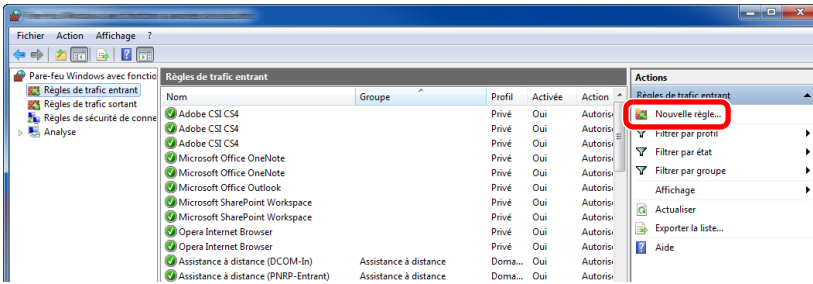 Fichier Action Affichage ?
Pare-feu Windows avec fonctio
Règles de trafic entrant
Règles de trafic sortant
Règles de sécurité de conne
Analyse
Règles de trafic entrant
Nom Groupe Profil Activée Action
Adobe CSI CS4 Privé Oui Autoris
Adobe CSI CS4 Privé Oui Autoris
Adobe CSI CS4 Privé Oui Autoris
Microsoft Office OneNote Privé Oui Autoris
Microsoft Office OneNote Privé Oui Autoris
Microsoft Office Outlook Privé Oui Autoris
Microsoft SharePoint Workspace Privé Oui Autoris
Microsoft SharePoint Workspace Privé Oui Autoris
Opera Internet Browser Privé Oui Autoris
Opera Internet Browser Privé Oui Autoris
Assistance à distance (DCOM-In) Assistance à distance Doma... Oui Autoris
Assistance à distance (PNRP-Entrant) Assistance à distance Doma... Oui Autoris
Actions
Règles de trafic entrant
Nouvelle règle...
Filtrer par profil
Filtrer par état
Filtrer par groupe
Affichage
Actualiser
Exporter la liste...
Aide